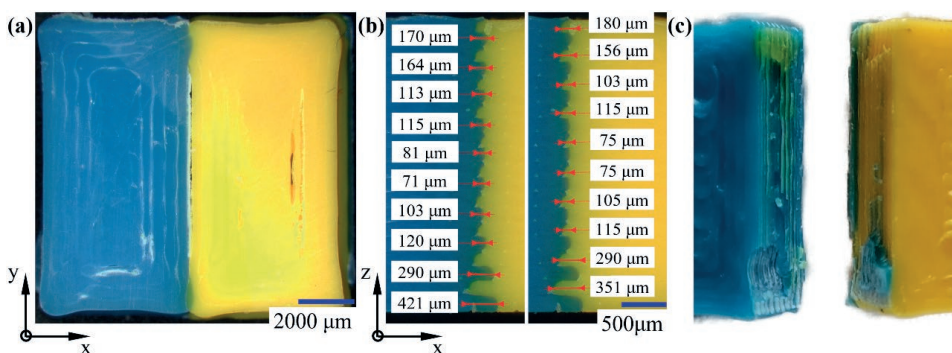 (a)
y
x
2000 μm
(b)
170 μm
164 μm
113 μm
115 μm
81 μm
71 μm
103 μm
120 μm
290 μm
421 μm
z
x
180 μm
156 μm
103 μm
115 μm
75 μm
75 μm
105 μm
115 μm
290 μm
351 μm
500μm
(c)